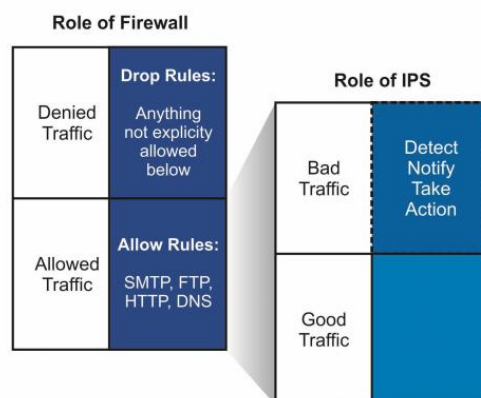 Role of Firewall
Denied
Traffic
Drop Rules:
Anything
not explicity
allowed
below
Allowed
Traffic
Allow Rules:
SMTP, FTP,
HTTP, DNS
Role of IPS
Bad
Traffic
Detect
Notify
Take
Action
Good
Traffic